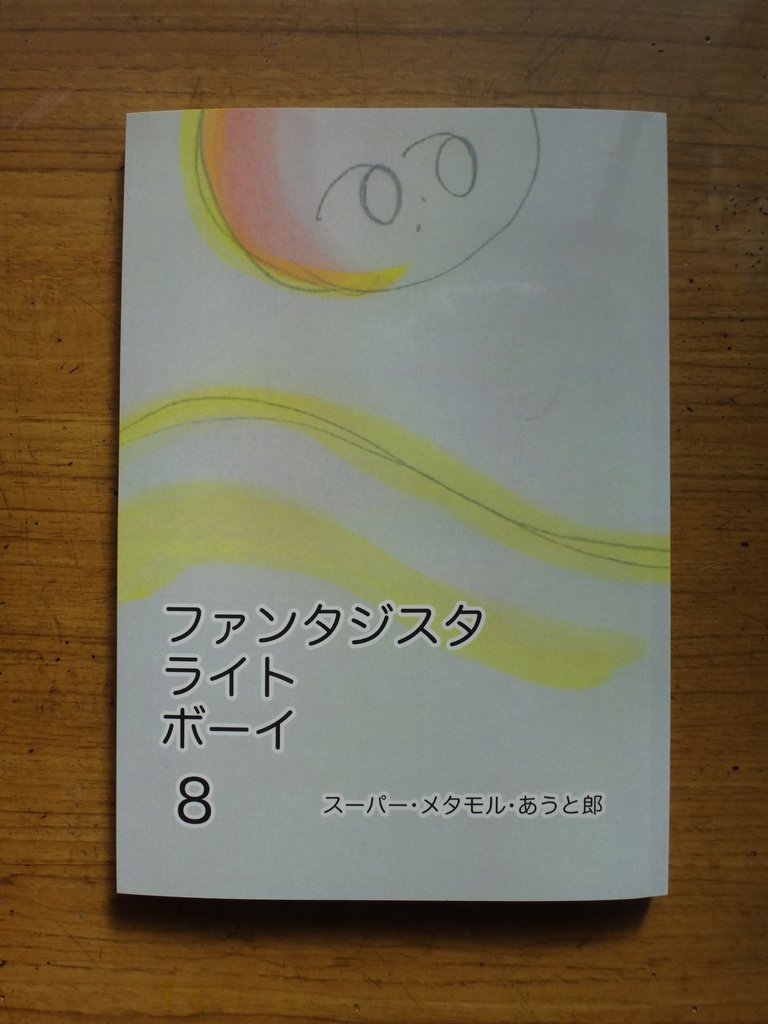 ファンタジスタ
ライト
ボーイ
8
スーパー・メタモル・あうと郎